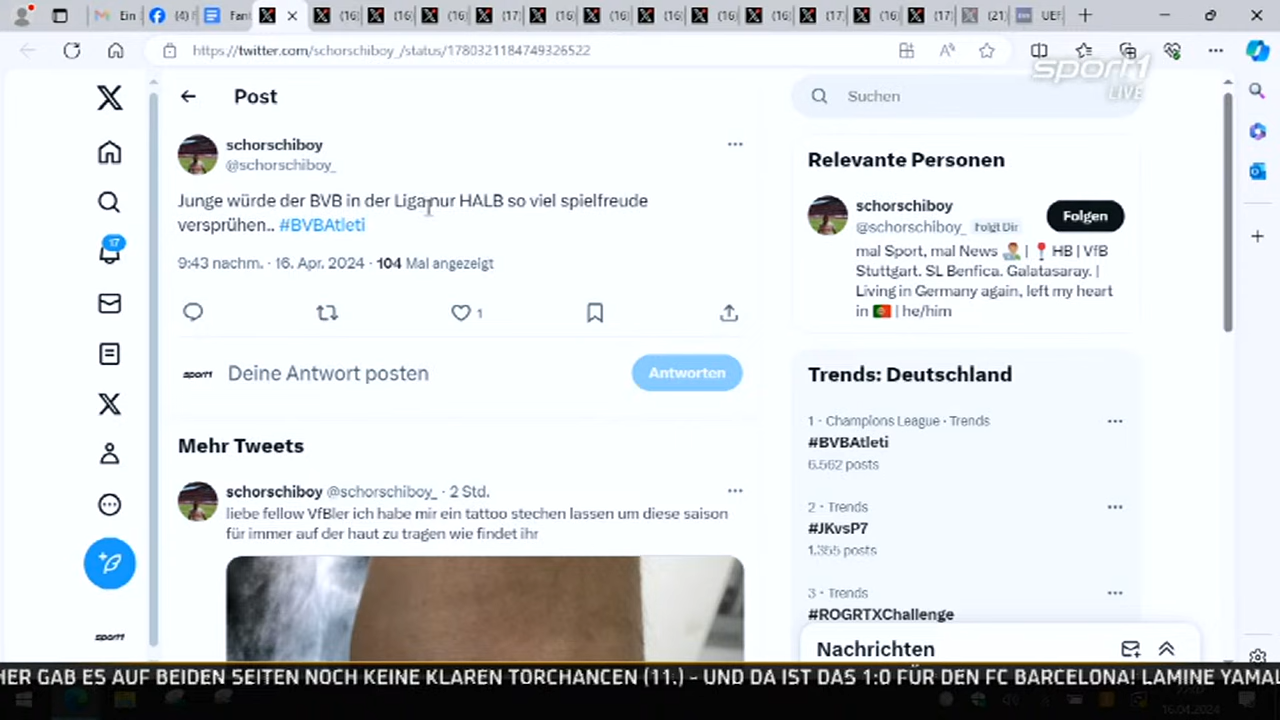 https://twitter.com/schorschiboy_/status/1780321184749326522
sport1
LIVE
Post
Suchen
schorschiboy
@schorschiboy_
Junge würde der BVB in der Liga nur HALB so viel spielfreude
versprühen.. #BVBAtleti
9:43 nachm. · 16. Apr. 2024 · 104 Mal angezeigt
1
sport1
Deine Antwort posten
Antworten
Mehr Tweets
schorschiboy @schorschiboy_ · 2 Std.
liebe fellow VfBler ich habe mir ein tattoo stechen lassen um diese saison
für immer auf der haut zu tragen wie findet ihr
Relevante Personen
schorschiboy
@schorschiboy_ Folgt Dir
Folgen
mal Sport, mal News | HB | VfB
Stuttgart. SL Benfica. Galatasaray. |
Living in Germany again, left my heart
in | he/him
Trends: Deutschland
1 · Champions League · Trends
#BVBAtleti
6.562 posts
2 · Trends
#JKvsP7
1.355 posts
3 · Trends
#ROGRTXChallenge
Nachrichten
17
sport1
HER GAB ES AUF BEIDEN SEITEN NOCH KEINE KLAREN TORCHANCEN (11.) - UND DA IST DAS 1:0 FÜR DEN FC BARCELONA! LAMINE YAMAL
16.04.2024